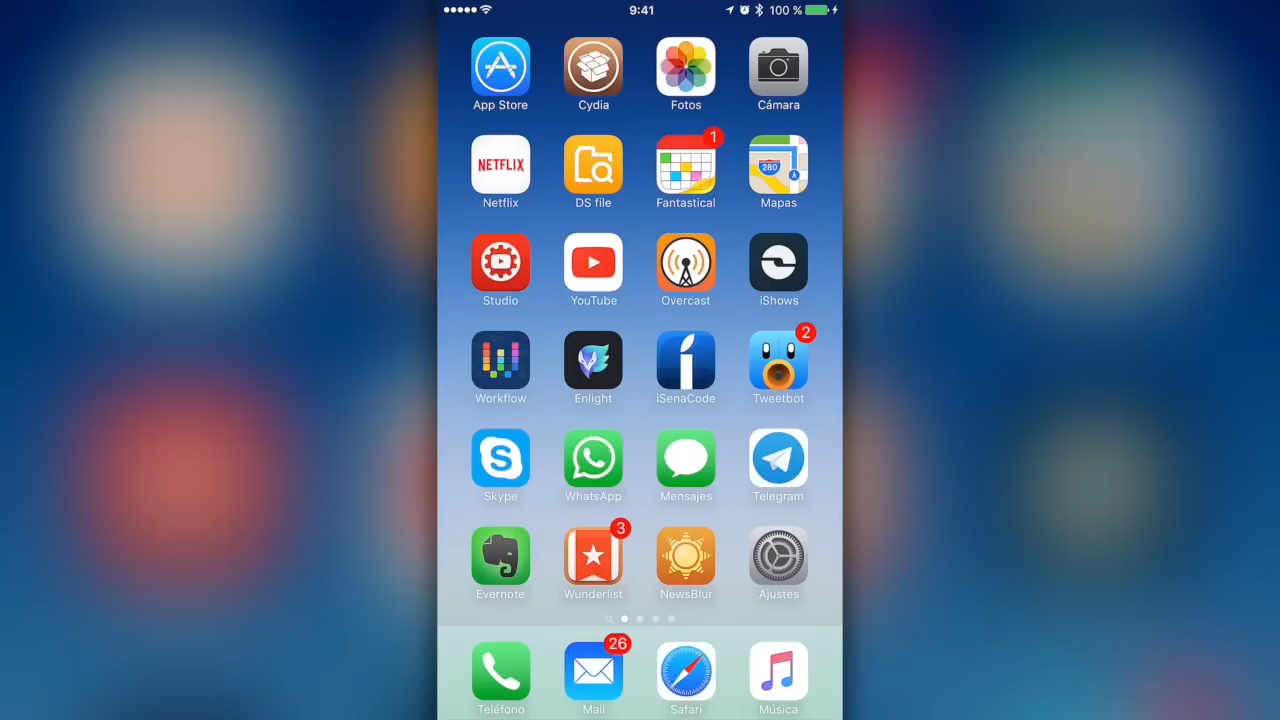 9:41 100 %
App Store Cydia Fotos Cámara
NETFLIX 1 280
Netflix DS file Fantastical Mapas
Studio YouTube Overcast iShows
2
Workflow Enlight iSenaCode Tweetbot
Skype WhatsApp Mensajes Telegram
3
Evernote Wunderlist NewsBlur Ajustes
26
Teléfono Mail Safari Música